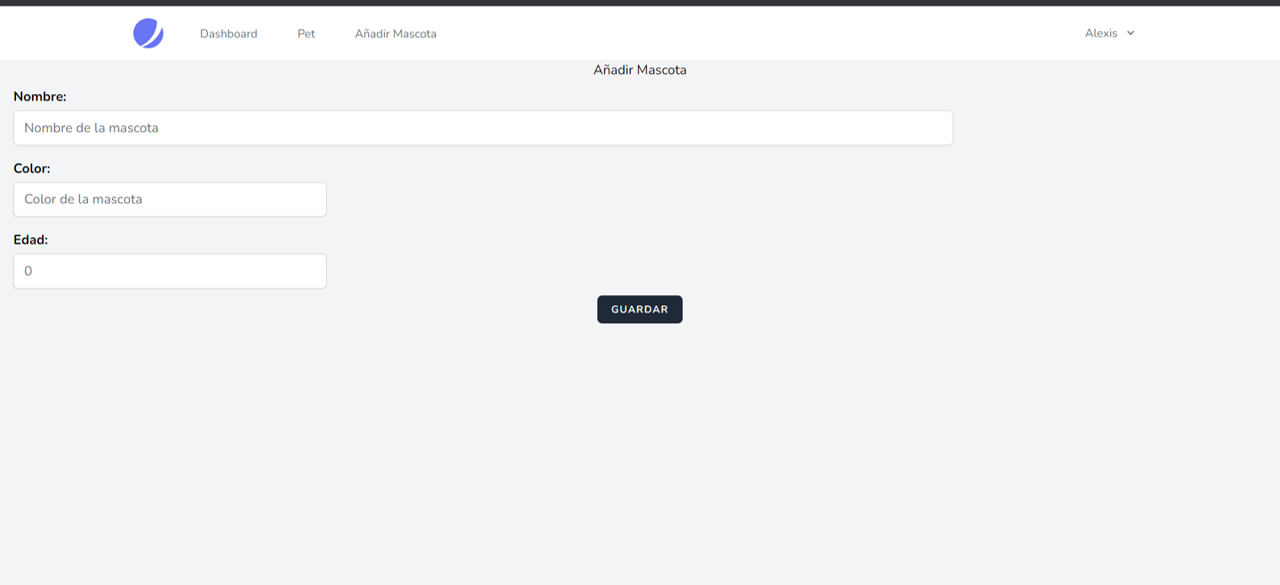 Dashboard Pet Añadir Mascota Alexis
Añadir Mascota
Nombre:
Nombre de la mascota
Color:
Color de la mascota
Edad:
0
GUARDAR